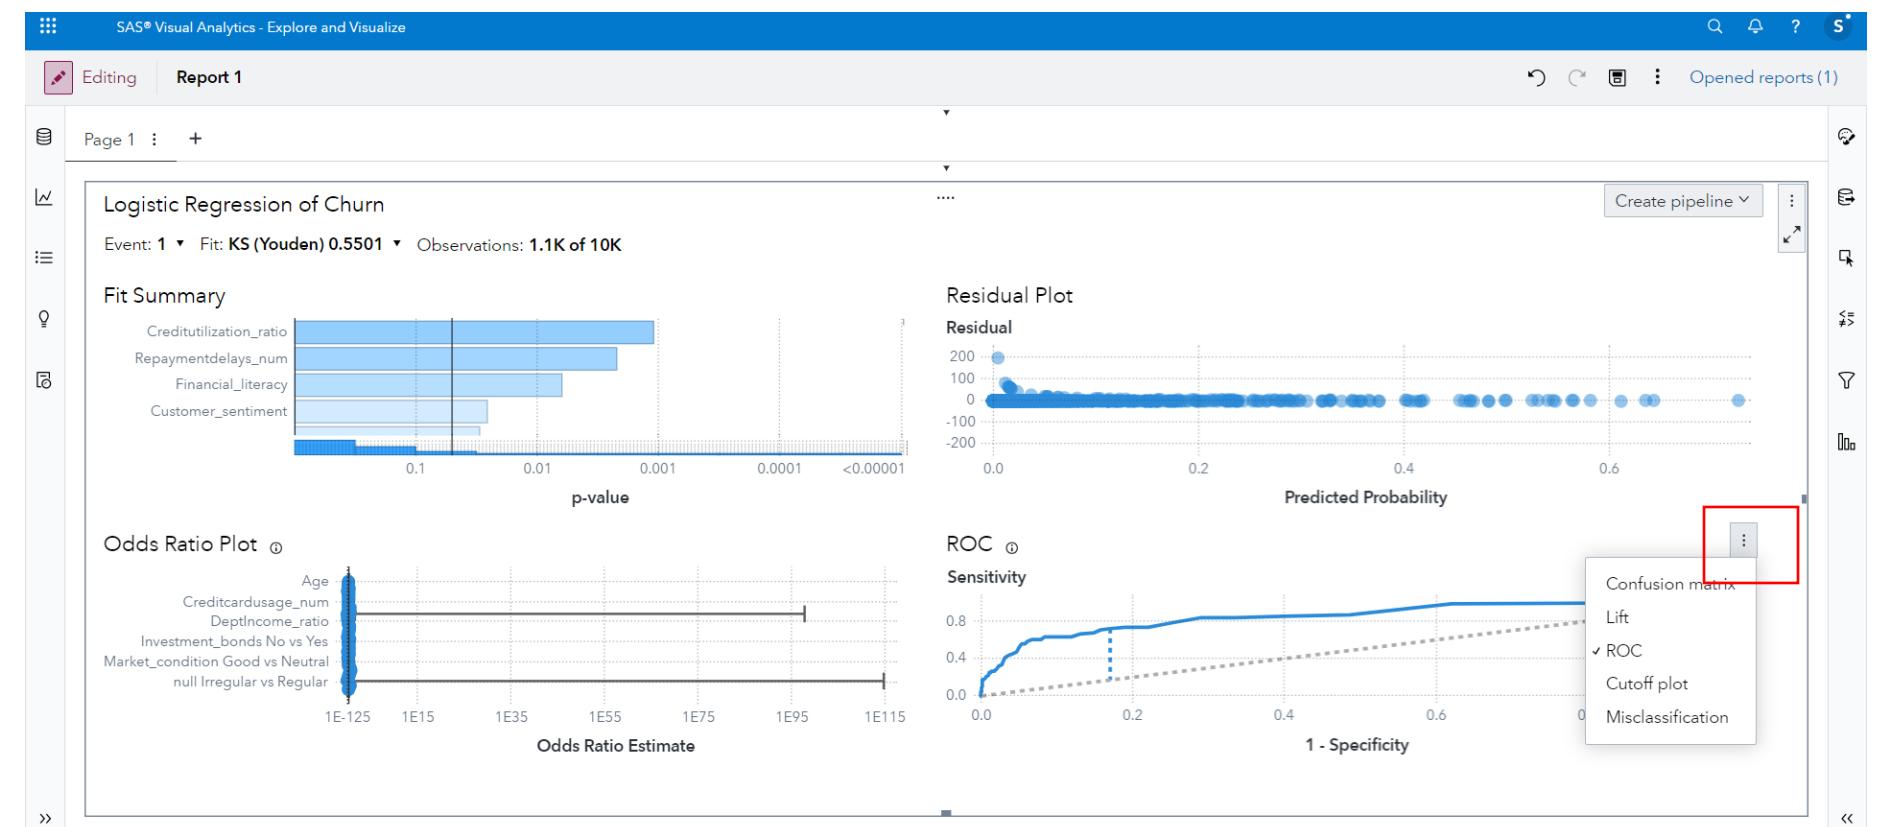 SAS® Visual Analytics - Explore and Visualize
?
S
Editing
Report 1
Opened reports (1)
Page 1
+
Logistic Regression of Churn
Create pipeline
Event: 1 Fit: KS (Youden) 0.5501 Observations: 1.1K of 10K
Fit Summary
Creditutilization_ratio
Repaymentdelays_num
Financial_literacy
Customer_sentiment
0.1 0.01 0.001 0.0001 <0.00001
p-value
Residual Plot
Residual
200
100
0
-100
-200
0.0 0.2 0.4 0.6
Predicted Probability
Odds Ratio Plot
Age
Creditcardusage_num
DeptIncome_ratio
Investment_bonds No vs Yes
Market_condition Good vs Neutral
null Irregular vs Regular
1E-125 1E15 1E35 1E55 1E75 1E95 1E115
Odds Ratio Estimate
ROC
Sensitivity
0.8
0.4
0.0
0.0 0.2 0.4 0.6 0
1 - Specificity
Confusion matrix
Lift
ROC
Cutoff plot
Misclassification